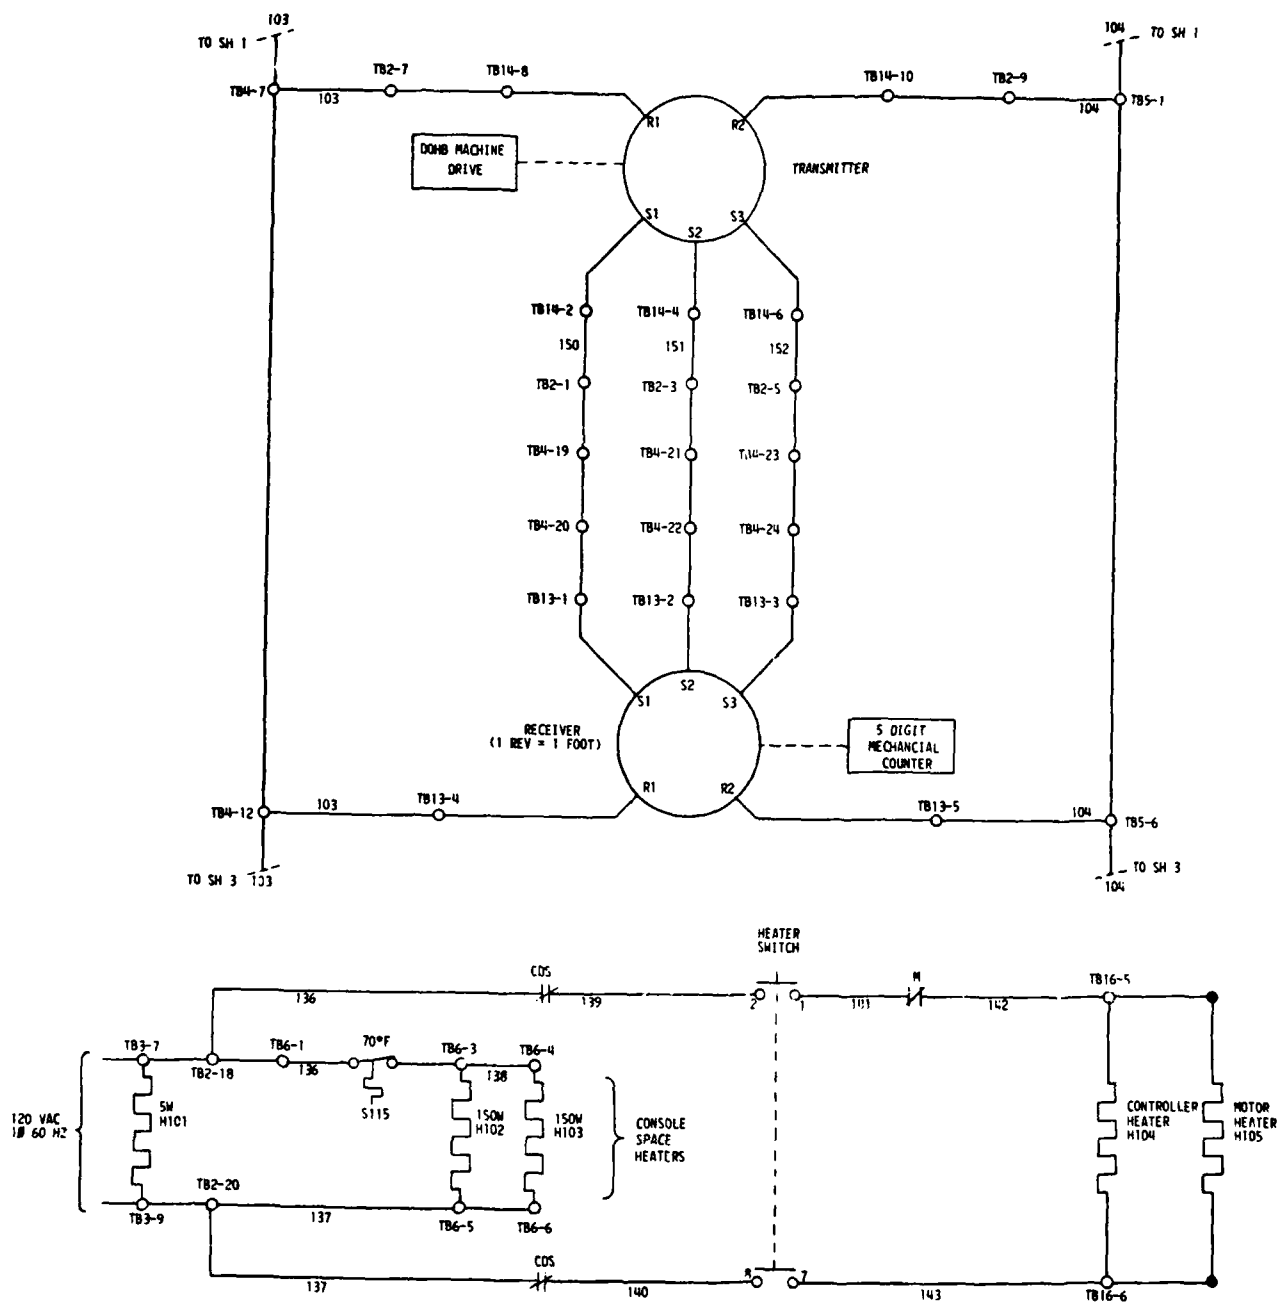 103
TO SH 1
104
TO SH 1
TB4-7
103
TB2-7
TB14-8
TB14-10
TB2-9
104
TB5-1
R1
R2
DOHB MACHINE
DRIVE
TRANSMITTER
S1
S2
S3
TB14-2
TB14-4
TB14-6
150
151
152
TB2-1
TB2-3
TB2-5
TB4-19
TB4-21
TB4-23
TB4-20
TB4-22
TB4-24
TB13-1
TB13-2
TB13-3
S1
S2
S3
RECEIVER
(1 REV = 1 FOOT)
5 DIGIT
MECHANCIAL
COUNTER
R1
R2
TB4-12
103
TB13-4
TB13-5
104
TB5-6
TO SH 3
103
TO SH 3
104
HEATER
SWITCH
136
CDS
139
2
1
M
142
TB16-5
TB3-7
TB2-18
TB6-1
136
70°F
S115
TB6-3
138
TB6-4
120 VAC
1Ø 60 HZ
5W
H101
150W
H102
150W
H103
CONSOLE
SPACE
HEATERS
CONTROLLER
HEATER
H104
MOTOR
HEATER
H105
TB3-9
TB2-20
137
TB6-5
TB6-6
137
CDS
140
8
7
143
TB16-6